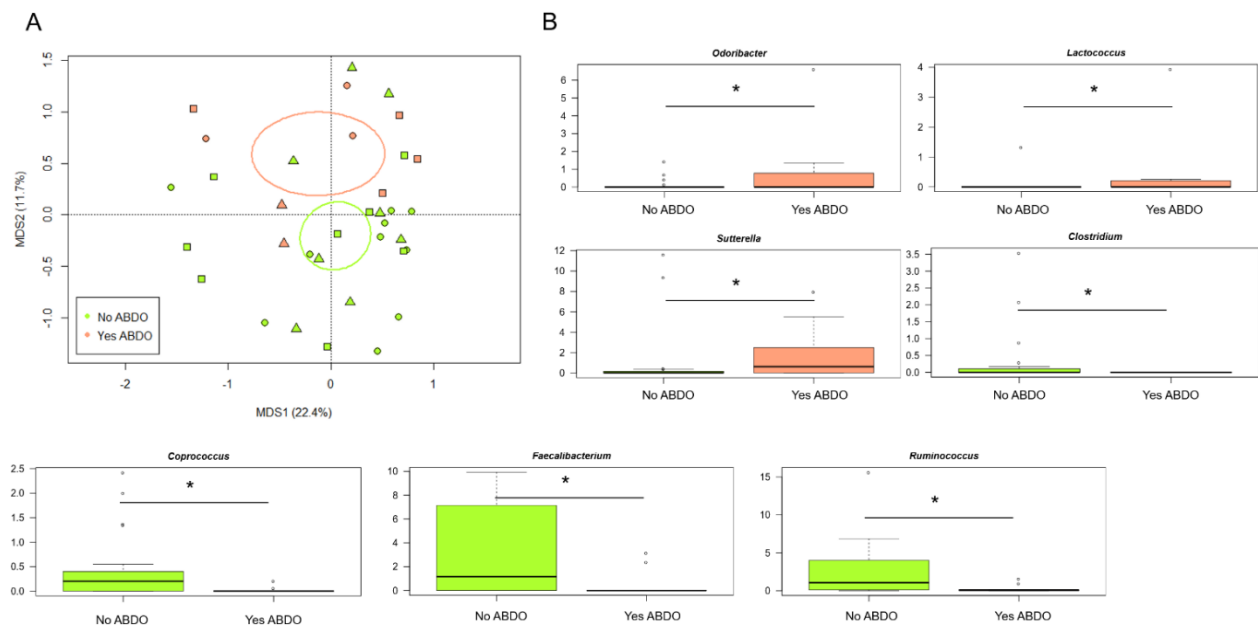 A
1.5
1.0
0.5
0.0
-0.5
-1.0
MDS2 (11.7%)
No ABDO
Yes ABDO
-2
-1
0
1
MDS1 (22.4%)
B
Odoribacter
6
5
4
3
2
1
0
*
No ABDO
Yes ABDO
Lactococcus
4
3
2
1
0
*
No ABDO
Yes ABDO
Sutterella
12
10
8
6
4
2
0
*
No ABDO
Yes ABDO
Clostridium
3.5
3.0
2.5
2.0
1.5
1.0
0.5
0.0
*
No ABDO
Yes ABDO
Coprococcus
2.5
2.0
1.5
1.0
0.5
0.0
*
No ABDO
Yes ABDO
Faecalibacterium
10
8
6
4
2
0
*
No ABDO
Yes ABDO
Ruminococcus
15
10
5
0
*
No ABDO
Yes ABDO